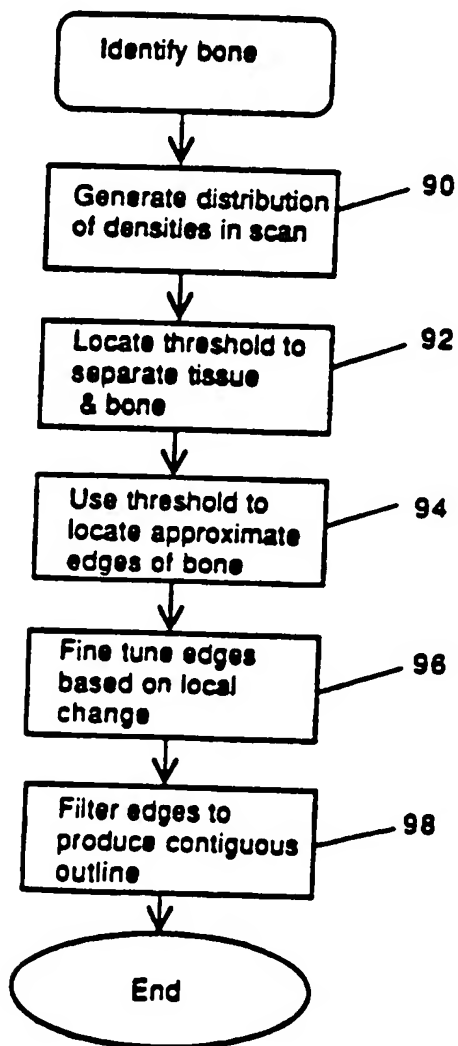 Identify bone
Generate distribution
of densities in scan
90
Locate threshold to
separate tissue
& bone
92
Use threshold to
locate approximate
edges of bone
94
Fine tune edges
based on local
change
96
Filter edges to
produce contiguous
outline
98
End